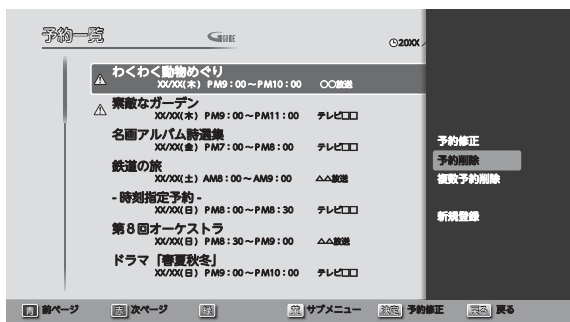 予約一覧
G-GUIDE
20XX/
わくわく動物めぐり
XX/XX(木) PM9：00～PM10：00 ○○放送
素敵なガーデン
XX/XX(木) PM9：00～PM11：00 テレビ□□
名画アルバム詩選集
XX/XX(金) PM7：00～PM8：00 テレビ□□
鉄道の旅
XX/XX(土) AM8：00～AM9：00 △△放送
- 時刻指定予約 -
XX/XX(日) PM8：00～PM8：30 テレビ□□
第8回オーケストラ
XX/XX(日) PM8：30～PM9：00 △△放送
ドラマ「春夏秋冬」
XX/XX(日) PM9：00～PM10：00 テレビ□□
予約修正
予約削除
複数予約削除
新規登録
青 前ページ 赤 次ページ 緑 黄 サブメニュー 決定 予約修正 戻る 戻る